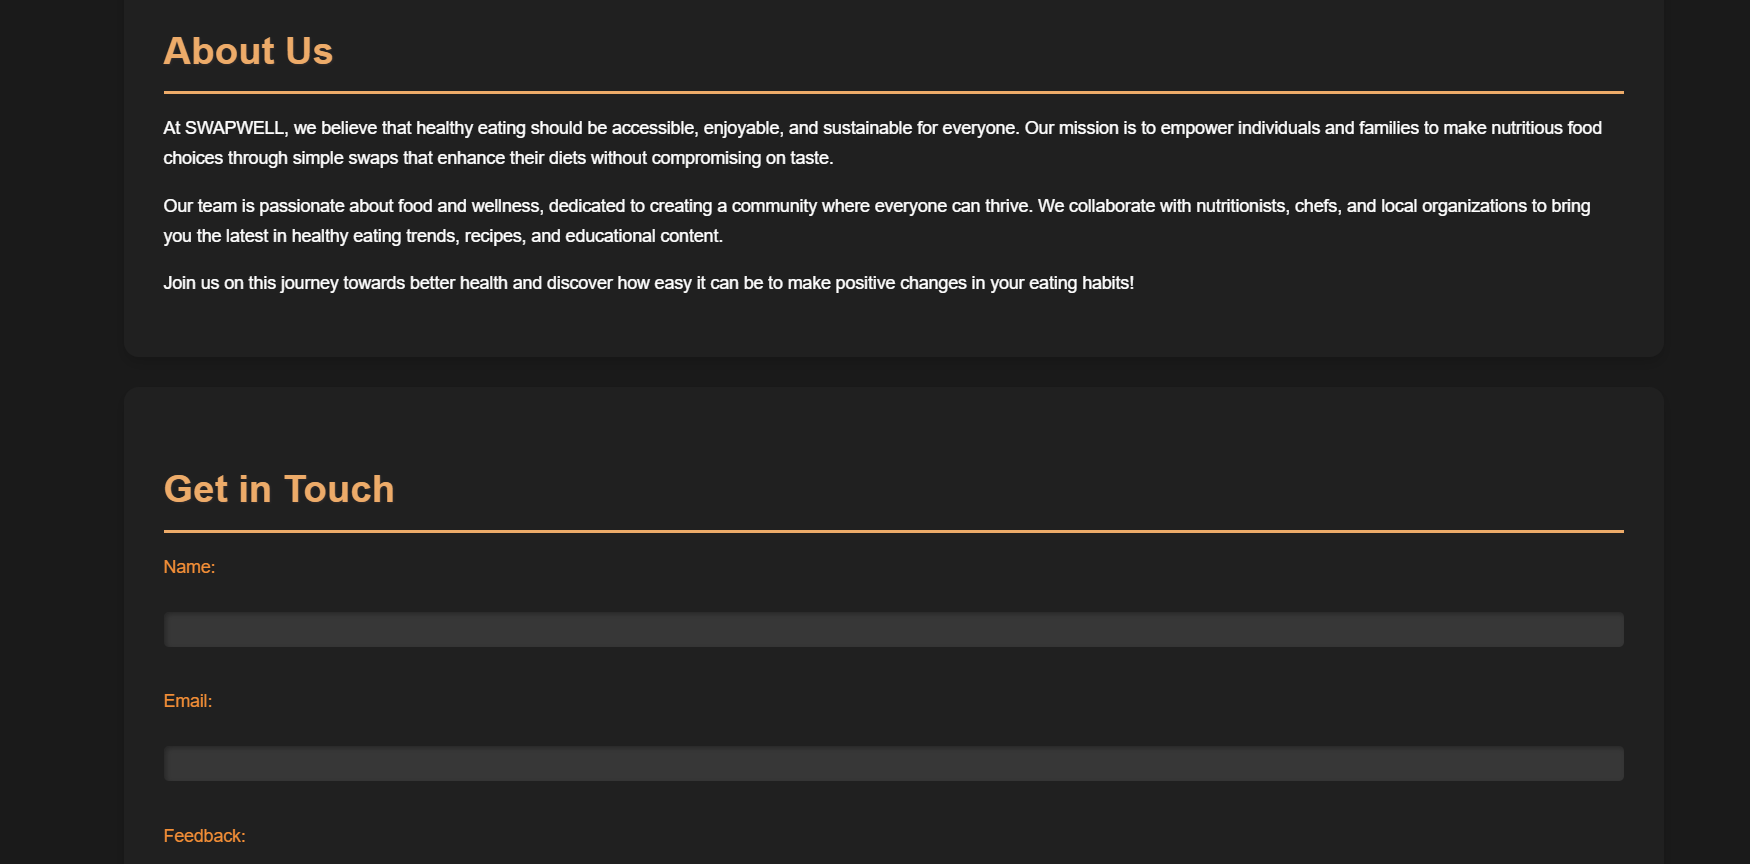 About Us
At SWAPWELL, we believe that healthy eating should be accessible, enjoyable, and sustainable for everyone. Our mission is to empower individuals and families to make nutritious food
choices through simple swaps that enhance their diets without compromising on taste.
Our team is passionate about food and wellness, dedicated to creating a community where everyone can thrive. We collaborate with nutritionists, chefs, and local organizations to bring
you the latest in healthy eating trends, recipes, and educational content.
Join us on this journey towards better health and discover how easy it can be to make positive changes in your eating habits!
Get in Touch
Name:
Email:
Feedback: